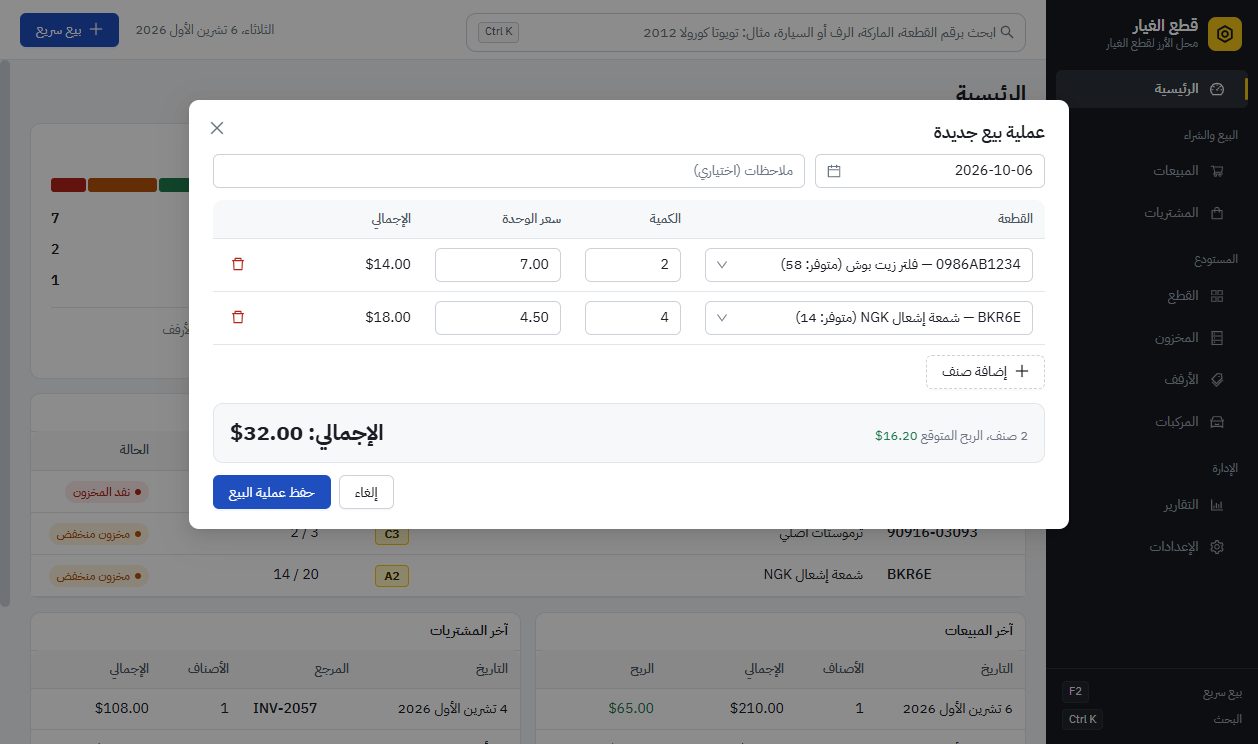 قطع الغيار
محل الأرز لقطع الغيار
ابحث برقم القطعة، الماركة، الرف أو السيارة، مثال: تويوتا كورولا 2012
Ctrl K
الثلاثاء، 6 تشرين الأول 2026
بيع سريع
الرئيسية
البيع والشراء
المبيعات
المشتريات
المستودع
القطع
المخزون
الأرفف
المركبات
الإدارة
التقارير
الإعدادات
بيع سريع F2
البحث Ctrl K
الرئيسية
7
2
1
عملية بيع جديدة
2026-10-06
ملاحظات (اختياري)
القطعة الكمية سعر الوحدة الإجمالي
0986AB1234 — فلتر زيت بوش (متوفر: 58) 2 7.00 $14.00
BKR6E — شمعة إشعال NGK (متوفر: 14) 4 4.50 $18.00
إضافة صنف
2 صنف، الربح المتوقع $16.20
الإجمالي: $32.00
إلغاء
حفظ عملية البيع
الحالة
نفد المخزون
90916-03093 ترموستات أصلي C3 2 / 3 مخزون منخفض
BKR6E شمعة إشعال NGK A2 14 / 20 مخزون منخفض
آخر المبيعات
التاريخ الأصناف الإجمالي الربح
6 تشرين الأول 2026 1 $210.00 $65.00
آخر المشتريات
التاريخ المرجع الأصناف الإجمالي
4 تشرين الأول 2026 INV-2057 1 $108.00